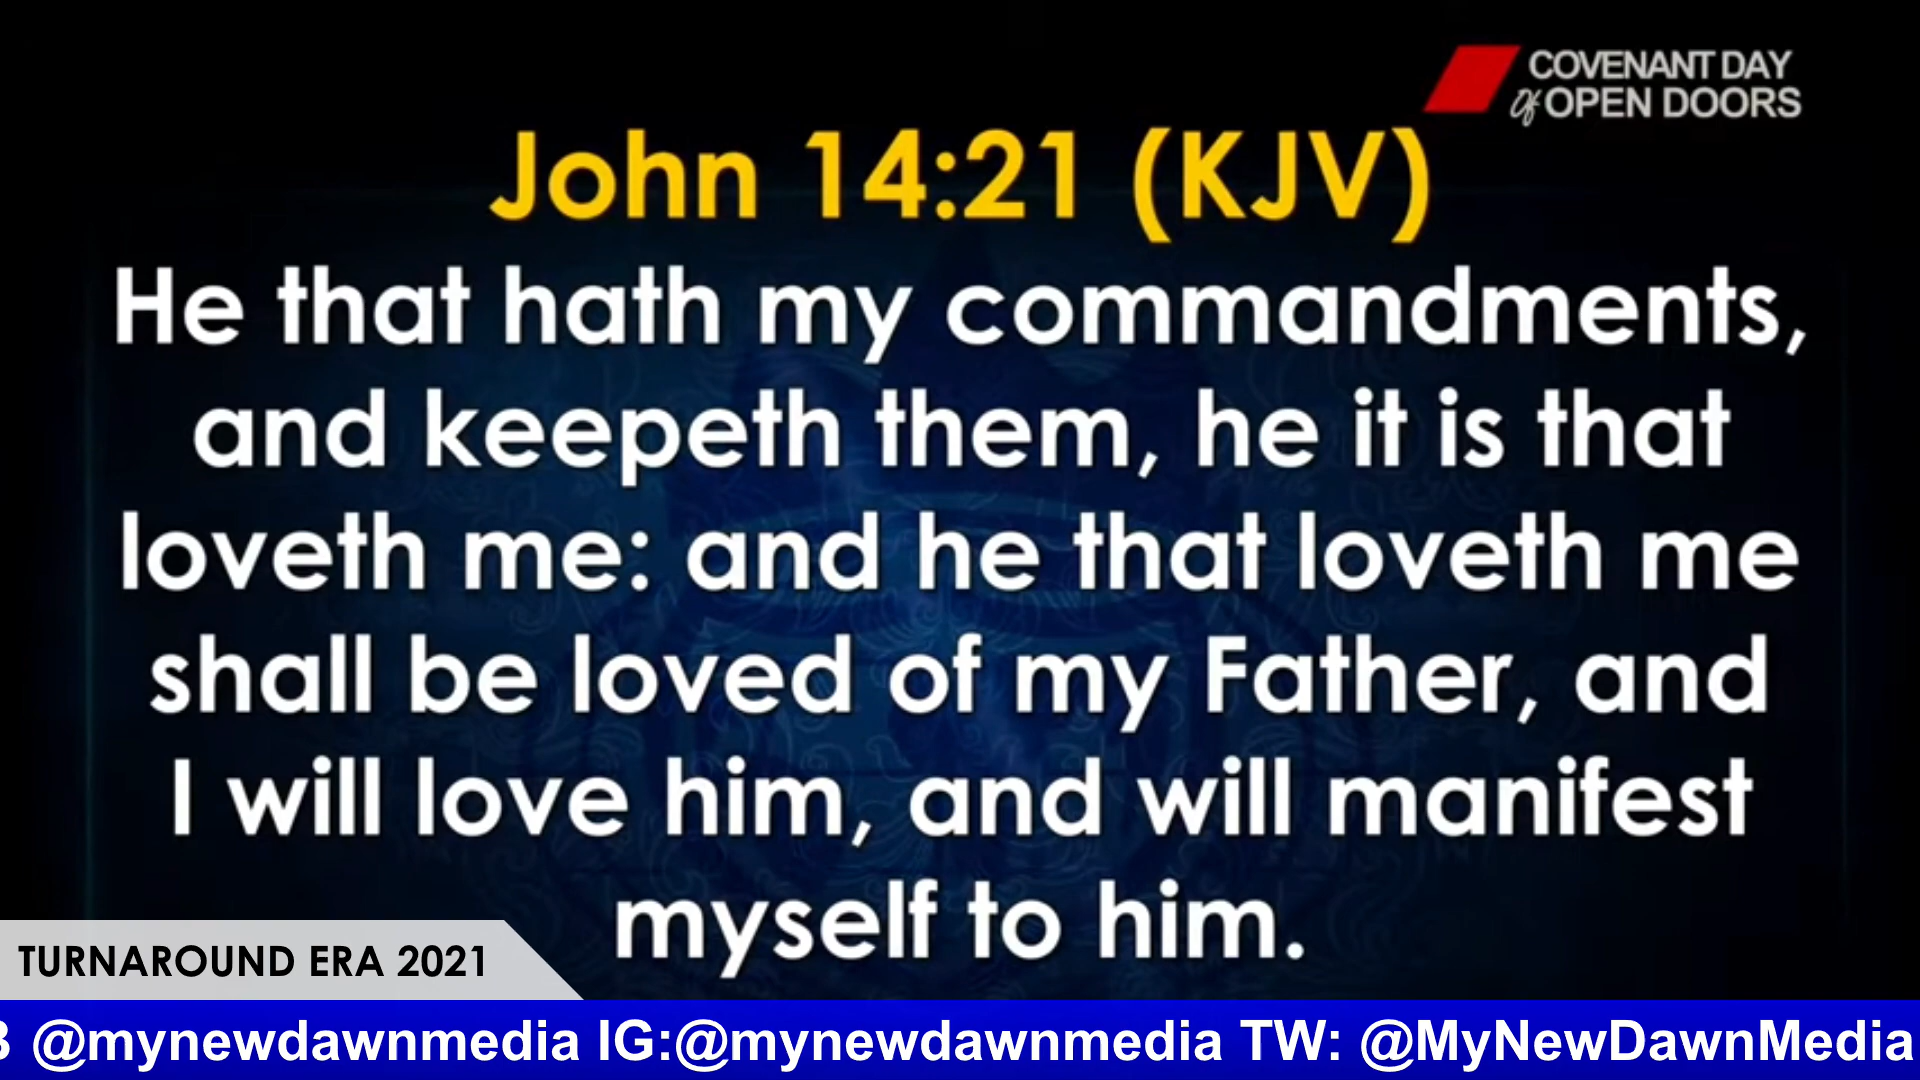 COVENANT DAY
Of OPEN DOORS
John 14:21 (KJV)
He that hath my commandments,
and keepeth them, he it is that
loveth me: and he that loveth me
shall be loved of my Father, and
I will love him, and will manifest
myself to him.
TURNAROUND ERA 2021
@mynewdawnmedia IG:@mynewdawnmedia TW: @MyNewDawnMedia